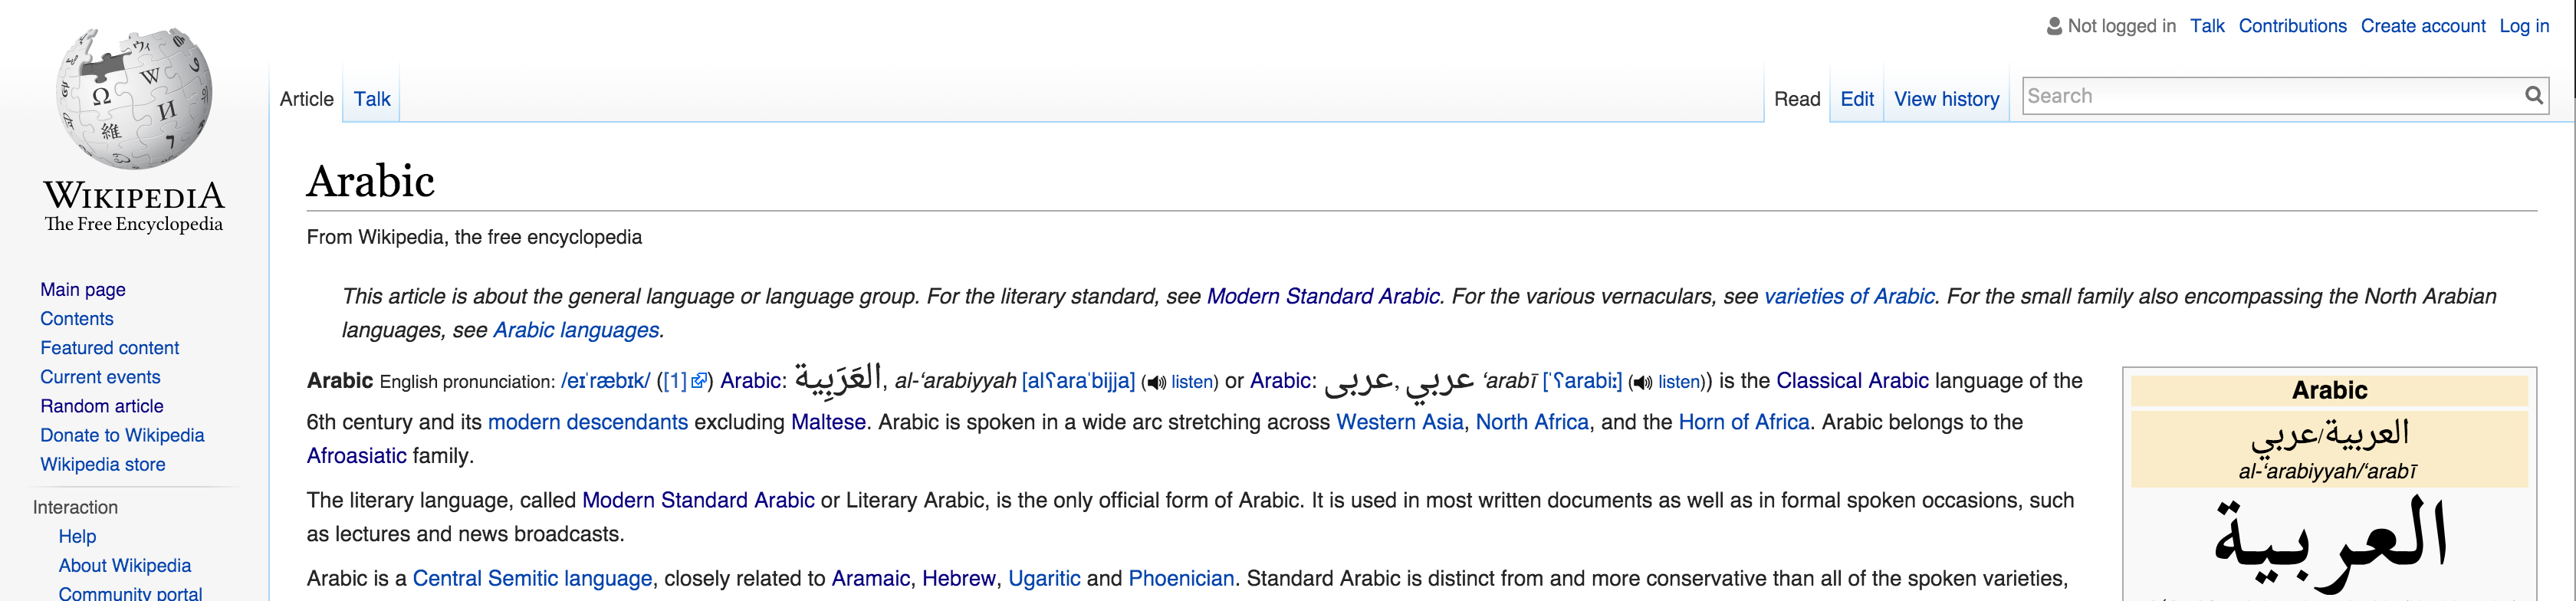 Not logged in Talk Contributions Create account Log in
Article Talk Read Edit View history Search
WIKIPEDIA
The Free Encyclopedia
Main page
Contents
Featured content
Current events
Random article
Donate to Wikipedia
Wikipedia store
Interaction
Help
About Wikipedia
Community portal
Arabic
From Wikipedia, the free encyclopedia
This article is about the general language or language group. For the literary standard, see Modern Standard Arabic. For the various vernaculars, see varieties of Arabic. For the small family also encompassing the North Arabian
languages, see Arabic languages.
Arabic English pronunciation: /eɪˈræbɪk/ ([1]) Arabic: العَرَبِية, al-ʻarabiyyah [alʕaraˈbijja] (listen) or Arabic: عربي, عربى ʻarabī [ˈʕarabiː] (listen)) is the Classical Arabic language of the
6th century and its modern descendants excluding Maltese. Arabic is spoken in a wide arc stretching across Western Asia, North Africa, and the Horn of Africa. Arabic belongs to the
Afroasiatic family.
The literary language, called Modern Standard Arabic or Literary Arabic, is the only official form of Arabic. It is used in most written documents as well as in formal spoken occasions, such
as lectures and news broadcasts.
Arabic is a Central Semitic language, closely related to Aramaic, Hebrew, Ugaritic and Phoenician. Standard Arabic is distinct from and more conservative than all of the spoken varieties,
Arabic
العربية/عربي
al-ʻarabiyyah/ʻarabī
العربية